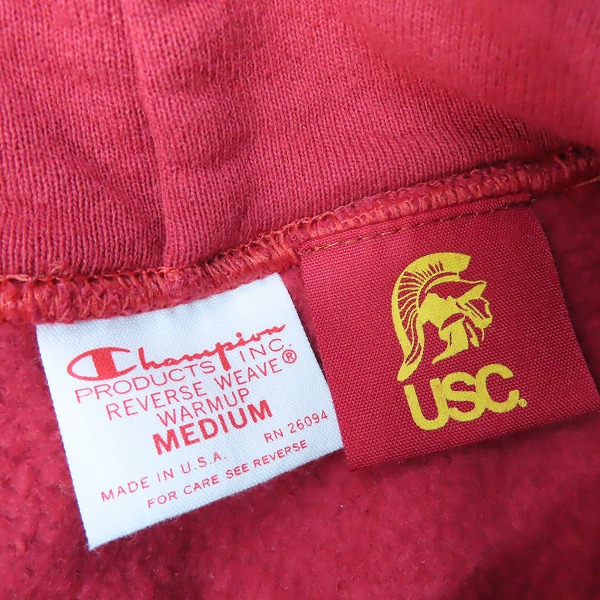 Champion
PRODUCTS INC.
REVERSE WEAVE®
WARMUP
MEDIUM
RN 26094
MADE IN U.S.A.
FOR CARE SEE REVERSE
USC®